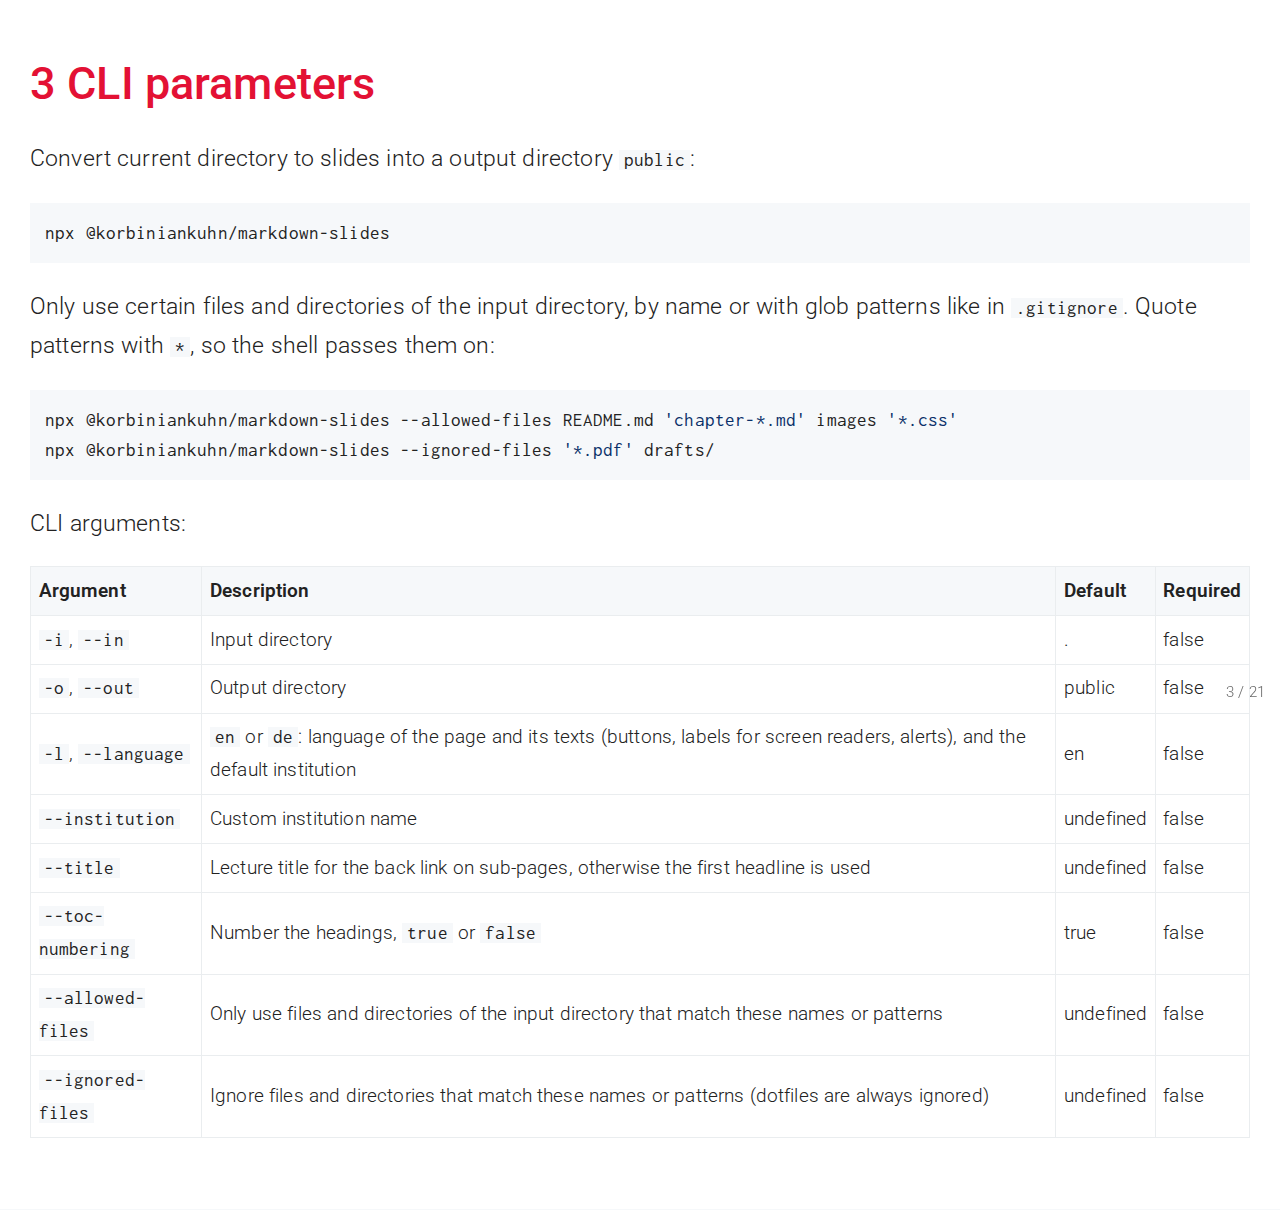 3 CLI parameters
Convert current directory to slides into a output directory public:
npx @korbiniankuhn/markdown-slides
Only use certain files and directories of the input directory, by name or with glob patterns like in .gitignore. Quote
patterns with *, so the shell passes them on:
npx @korbiniankuhn/markdown-slides --allowed-files README.md 'chapter-*.md' images '*.css'
npx @korbiniankuhn/markdown-slides --ignored-files '*.pdf' drafts/
CLI arguments:
Argument Description Default Required
-i, --in Input directory . false
-o, --out Output directory public false
3 / 21
-l, --language en or de: language of the page and its texts (buttons, labels for screen readers, alerts), and the
default institution en false
--institution Custom institution name undefined false
--title Lecture title for the back link on sub-pages, otherwise the first headline is used undefined false
--toc-
numbering Number the headings, true or false true false
--allowed-
files Only use files and directories of the input directory that match these names or patterns undefined false
--ignored-
files Ignore files and directories that match these names or patterns (dotfiles are always ignored) undefined false